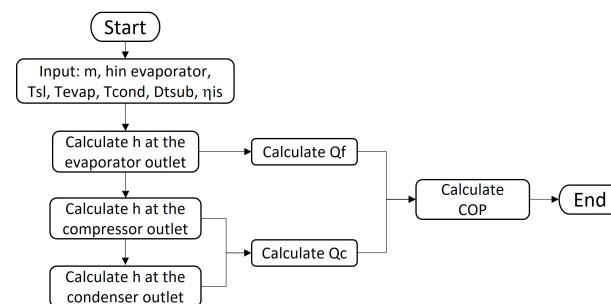 Start
Input: m, hin evaporator,
Tsl, Tevap, Tcond, Dtsub, ηis
Calculate h at the
evaporator outlet
Calculate Qf
Calculate h at the
compressor outlet
Calculate Qc
Calculate h at the
condenser outlet
Calculate
COP
End